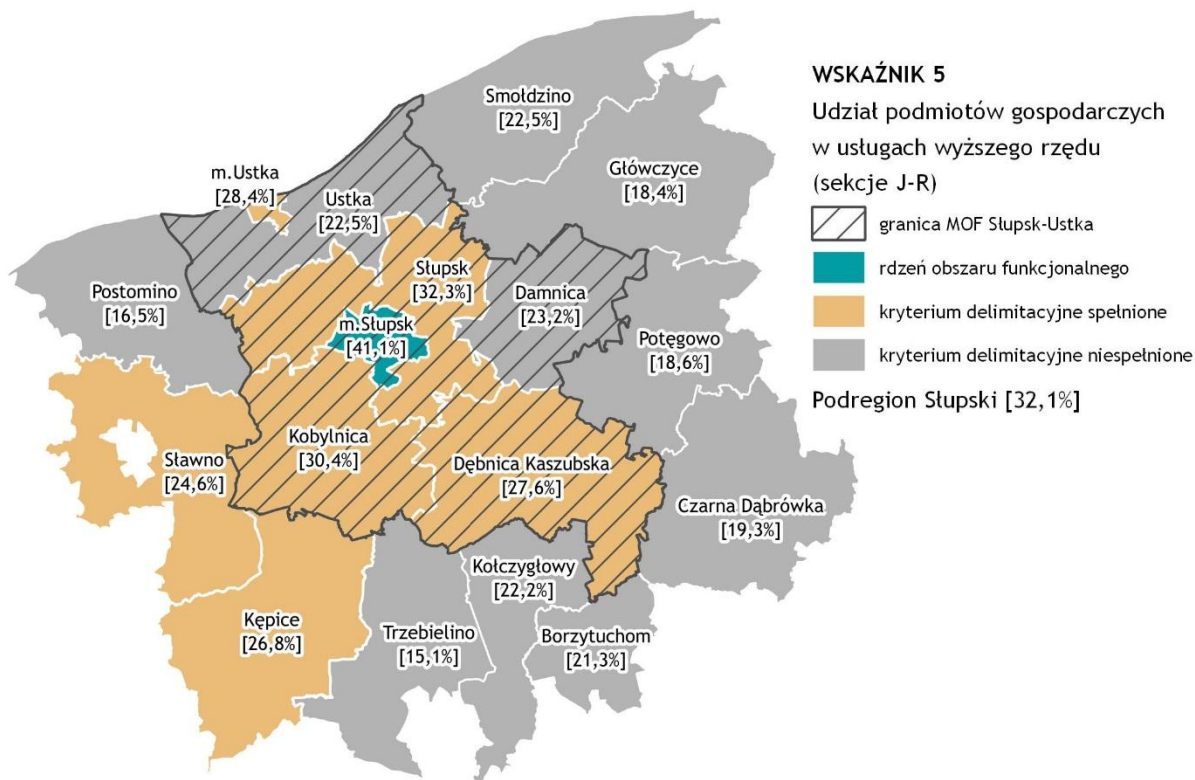 WSKAŹNIK 5
Udział podmiotów gospodarczych
w usługach wyższego rzędu
(sekcje J-R)
granica MOF Słupsk-Ustka
rdzeń obszaru funkcjonalnego
kryterium delimitacyjne spełnione
kryterium delimitacyjne niespełnione
Podregion Słupski [32,1%]
Smołdzino
[22,5%]
Główczyce
[18,4%]
m.Ustka
[28,4%]
Ustka
[22,5%]
Słupsk
[32,3%]
Damnica
[23,2%]
Postomino
[16,5%]
m.Słupsk
[41,1%]
Potęgowo
[18,6%]
Sławno
[24,6%]
Kobylnica
[30,4%]
Dębnica Kaszubska
[27,6%]
Czarna Dąbrówka
[19,3%]
Kołczygłowy
[22,2%]
Kępice
[26,8%]
Trzebielino
[15,1%]
Borzytuchom
[21,3%]